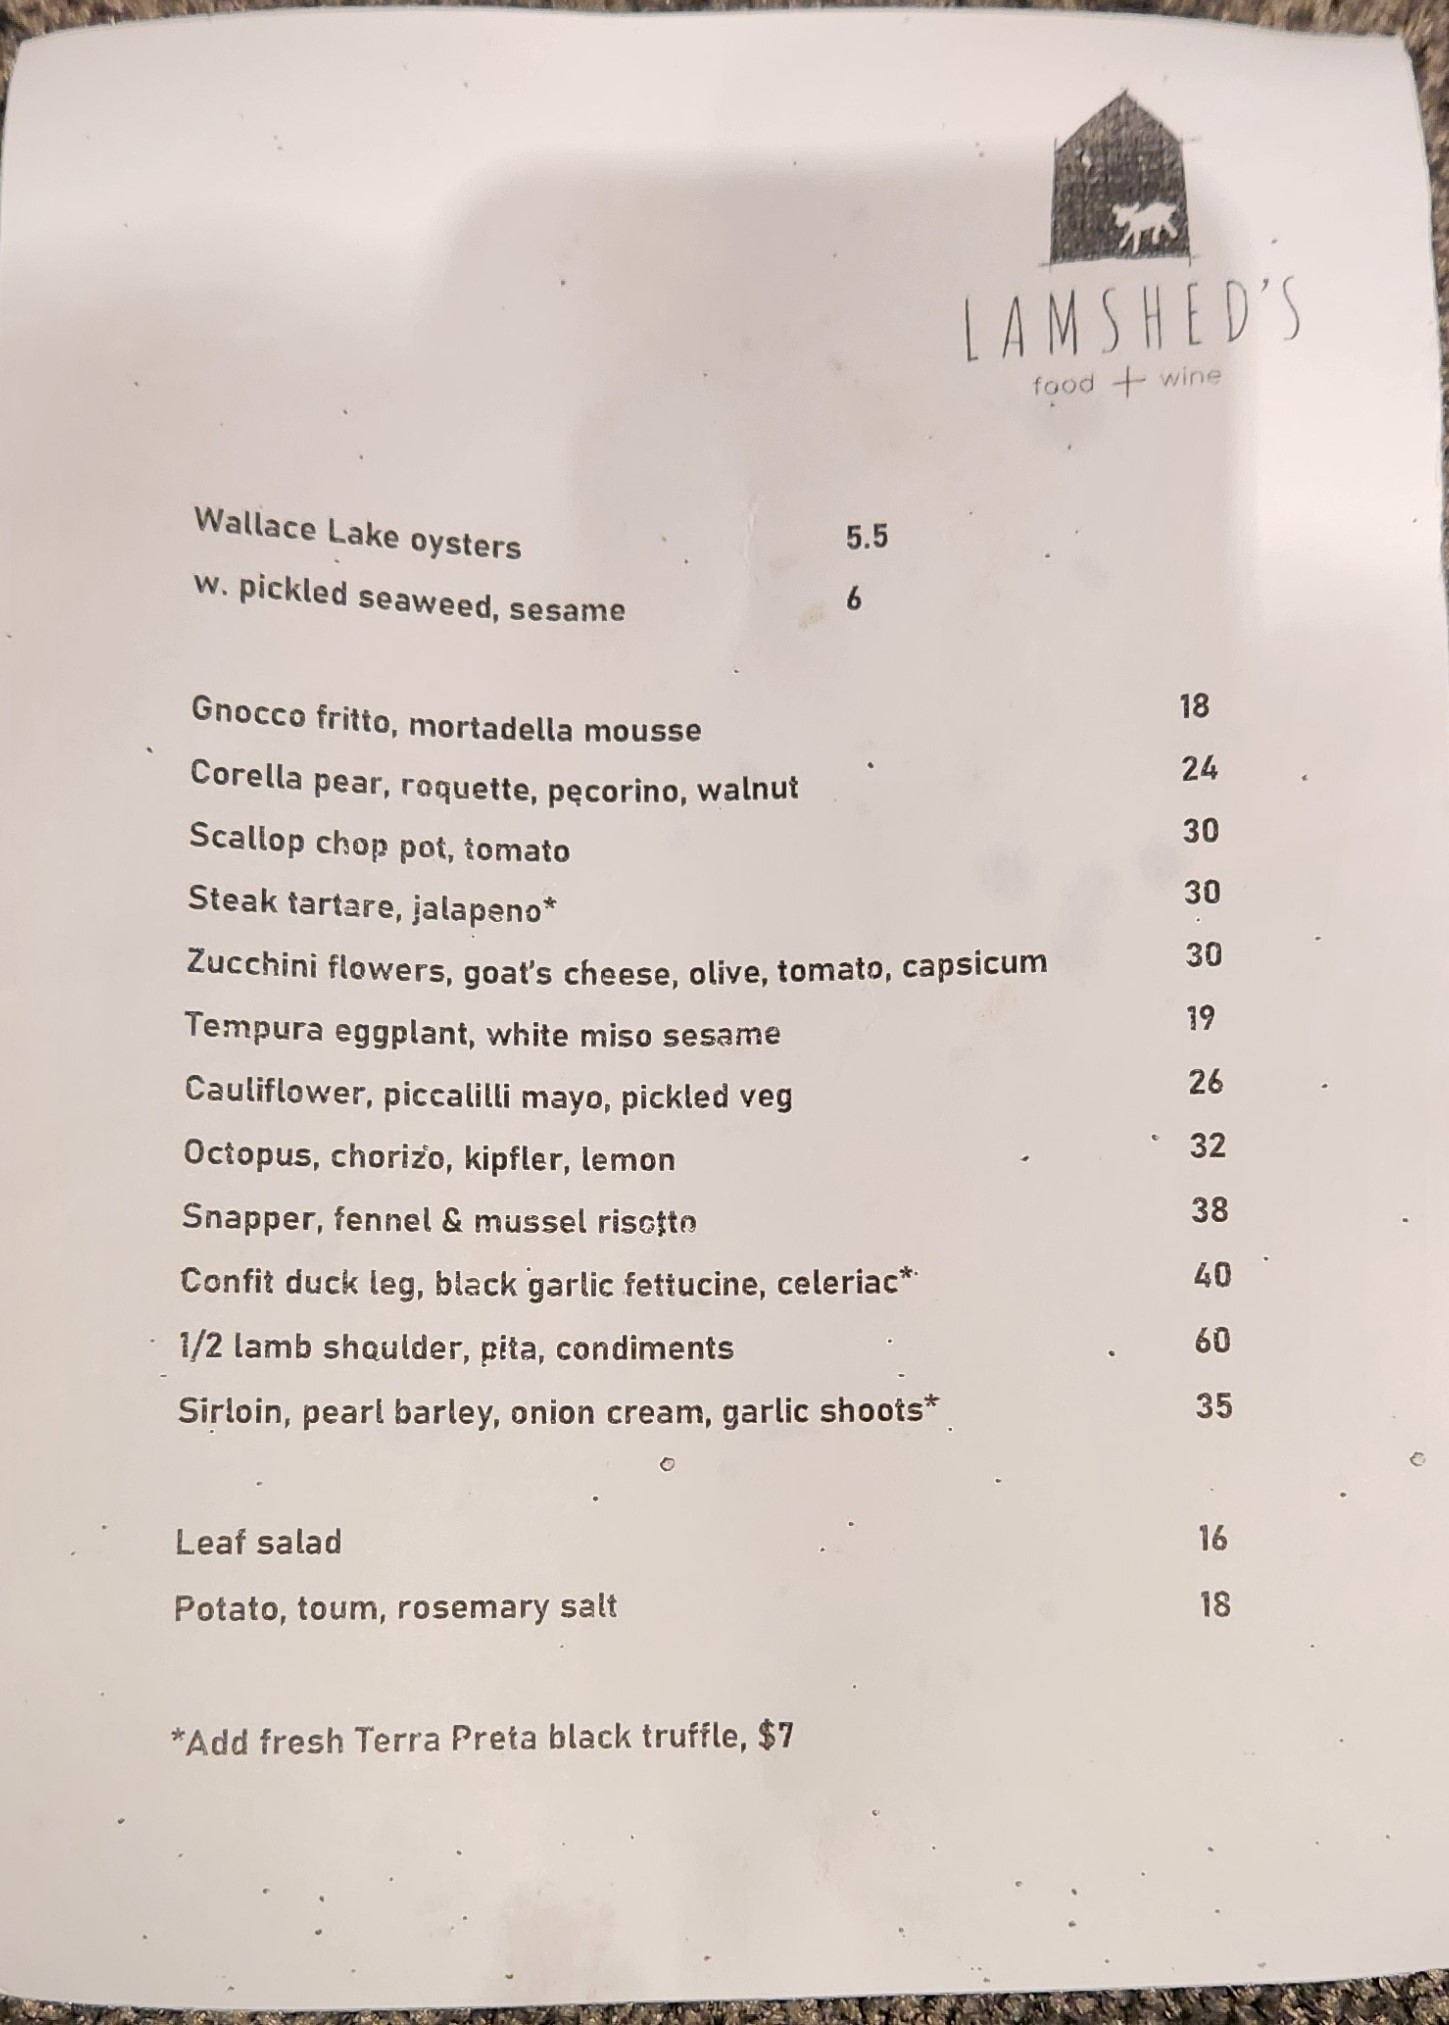 LAMSHED'S
food + wine
Wallace Lake oysters 5.5
w. pickled seaweed, sesame 6
Gnocco fritto, mortadella mousse 18
Corella pear, roquette, pecorino, walnut 24
Scallop chop pot, tomato 30
Steak tartare, jalapeno* 30
Zucchini flowers, goat's cheese, olive, tomato, capsicum 30
Tempura eggplant, white miso sesame 19
Cauliflower, piccalilli mayo, pickled veg 26
Octopus, chorizo, kipfler, lemon 32
Snapper, fennel & mussel risotto 38
Confit duck leg, black garlic fettucine, celeriac* 40
1/2 lamb shoulder, pita, condiments 60
Sirloin, pearl barley, onion cream, garlic shoots* 35
Leaf salad 16
Potato, toum, rosemary salt 18
*Add fresh Terra Preta black truffle, $7